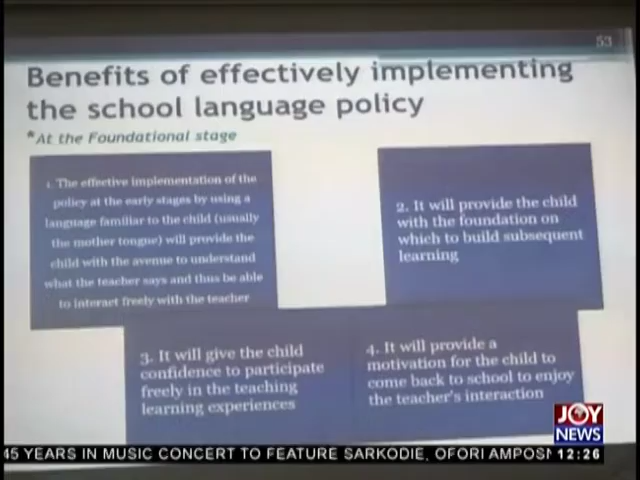 53
Benefits of effectively implementing
the school language policy
*At the Foundational stage
1. The effective implementation of the
policy at the early stages by using a
language familiar to the child (usually
the mother tongue) will provide the
child with the avenue to understand
what the teacher says and thus be able
to interact freely with the teacher
2. It will provide the child
with the foundation on
which to build subsequent
learning
3. It will give the child
confidence to participate
freely in the teaching
learning experiences
4. It will provide a
motivation for the child to
come back to school to enjoy
the teacher's interaction
JOY
NEWS
45 YEARS IN MUSIC CONCERT TO FEATURE SARKODIE, OFORI 12:26